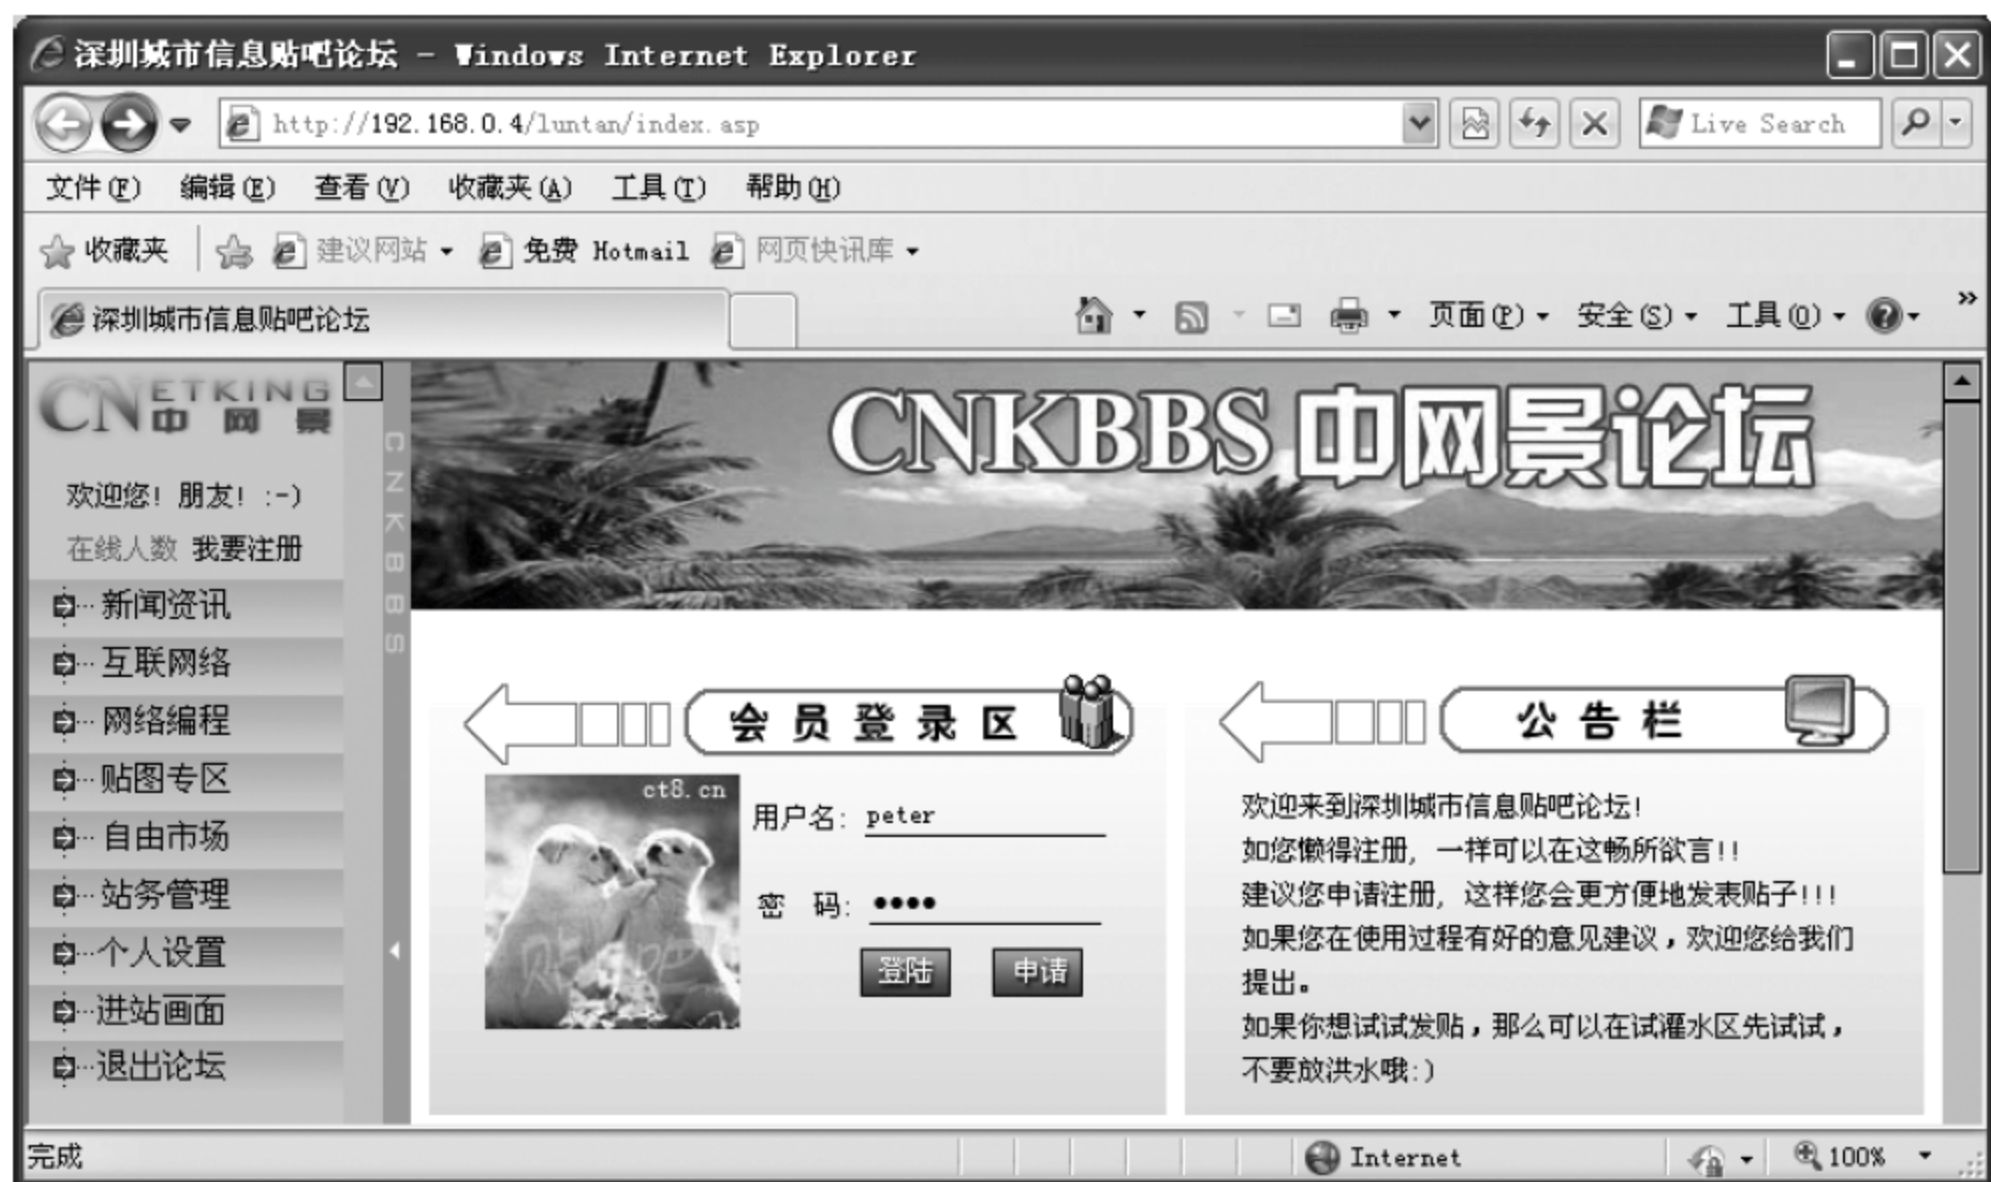 深圳城市信息贴吧论坛 - Windows Internet Explorer
http://192.168.0.4/luntan/index.asp
Live Search
文件(F) 编辑(E) 查看(V) 收藏夹(A) 工具(T) 帮助(H)
收藏夹 建议网站 免费 Hotmail 网页快讯库
深圳城市信息贴吧论坛
页面(P) 安全(S) 工具(O) »
CNETKING
中网景
欢迎您! 朋友! :-)
在线人数 我要注册
新闻资讯
互联网络
网络编程
贴图专区
自由市场
站务管理
个人设置
进站画面
退出论坛
CNKBBS
CNKBBS 中网景论坛
会员登录区
ct8.cn
用户名: peter
密 码: ●●●●
登陆 申请
公告栏
欢迎来到深圳城市信息贴吧论坛!
如您懒得注册, 一样可以在这畅所欲言!!
建议您申请注册, 这样您会更方便地发表贴子!!!
如果您在使用过程有好的意见建议，欢迎您给我们
提出。
如果你想试试发贴，那么可以在试灌水区先试试，
不要放洪水哦:)
完成
Internet
100%